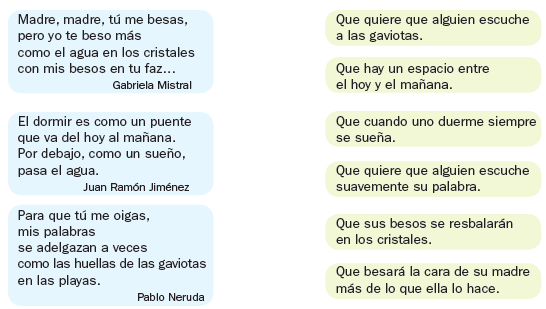 Madre, madre, tú me besas,
pero yo te beso más
como el agua en los cristales
con mis besos en tu faz...
Gabriela Mistral
El dormir es como un puente
que va del hoy al mañana.
Por debajo, como un sueño,
pasa el agua.
Juan Ramón Jiménez
Para que tú me oigas,
mis palabras
se adelgazan a veces
como las huellas de las gaviotas
en las playas.
Pablo Neruda
Que quiere que alguien escuche
a las gaviotas.
Que hay un espacio entre
el hoy y el mañana.
Que cuando uno duerme siempre
se sueña.
Que quiere que alguien escuche
suavemente su palabra.
Que sus besos se resbalarán
en los cristales.
Que besará la cara de su madre
más de lo que ella lo hace.